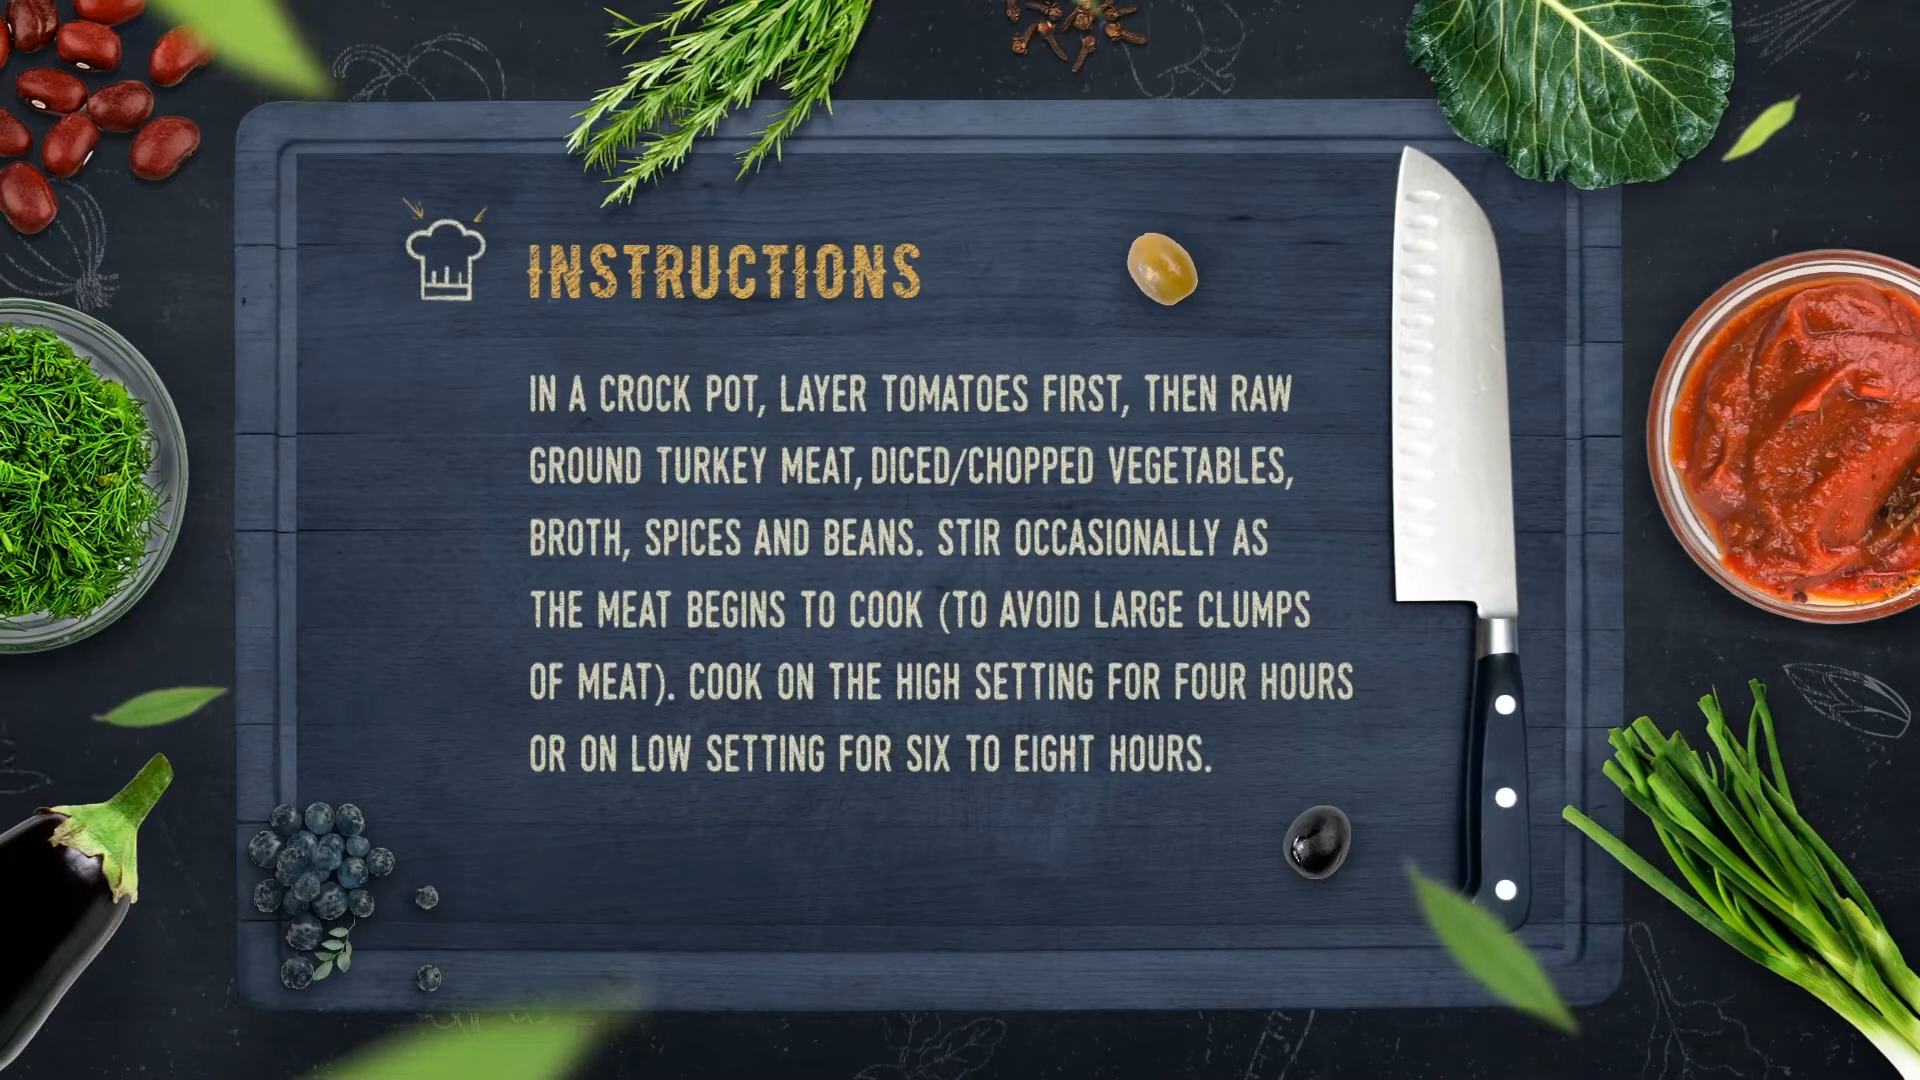 INSTRUCTIONS
IN A CROCK POT, LAYER TOMATOES FIRST, THEN RAW
GROUND TURKEY MEAT, DICED/CHOPPED VEGETABLES,
BROTH, SPICES AND BEANS. STIR OCCASIONALLY AS
THE MEAT BEGINS TO COOK (TO AVOID LARGE CLUMPS
OF MEAT). COOK ON THE HIGH SETTING FOR FOUR HOURS
OR ON LOW SETTING FOR SIX TO EIGHT HOURS.